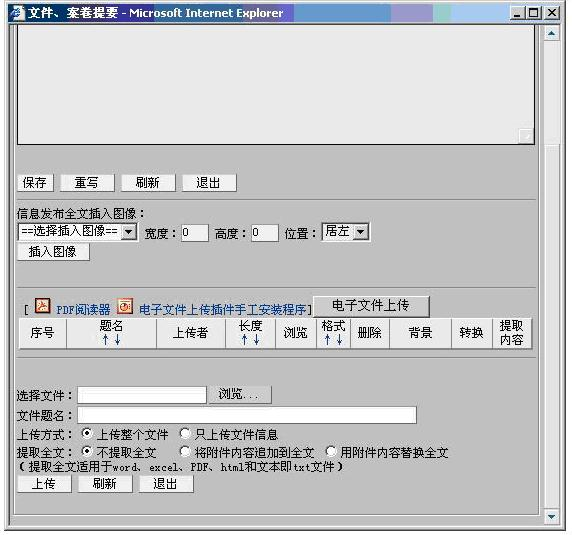 文件、案卷提要 - Microsoft Internet Explorer
保存 重写 刷新 退出
信息发布全文插入图像：
==选择插入图像== 宽度：0 高度：0 位置：居左
插入图像
[ PDF阅读器 电子文件上传插件手工安装程序] 电子文件上传
序号 题名↑↓ 上传者 长度↑↓ 浏览 格式↑↓ 删除 背景 转换 提取内容
选择文件： 浏览...
文件题名：
上传方式： 上传整个文件 只上传文件信息
提取全文： 不提取全文 将附件内容追加到全文 用附件内容替换全文
（提取全文适用于word、excel、PDF、html和文本即txt文件）
上传 刷新 退出